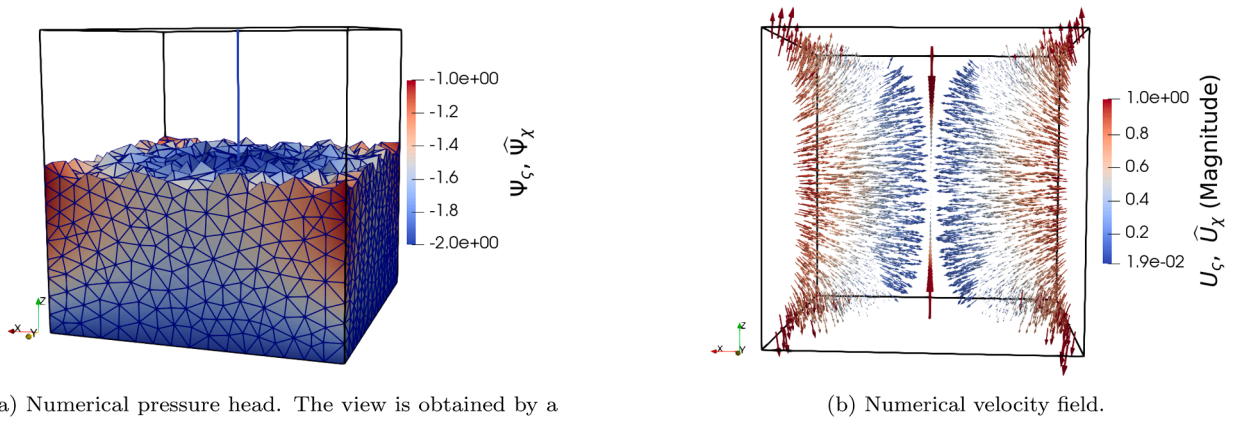 -1.0e+00
-1.2
-1.4
-1.6
-1.8
-2.0e+00
Ψς, Ψ̂χ
Z
X
Y
1.0e+00
0.8
0.6
0.4
0.2
1.9e-02
Uς, Ûχ (Magnitude)
Z
X
Y
a) Numerical pressure head. The view is obtained by a
(b) Numerical velocity field.